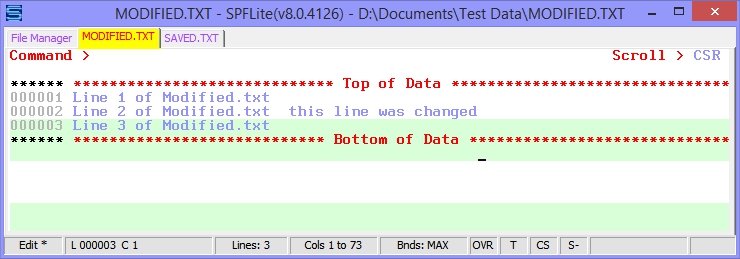 MODIFIED.TXT - SPFLite(v8.0.4126) - D:\Documents\Test Data\MODIFIED.TXT
File Manager MODIFIED.TXT SAVED.TXT
Command > Scroll > CSR
****** ***************************** Top of Data ********************************
000001 Line 1 of Modified.txt
000002 Line 2 of Modified.txt this line was changed
000003 Line 3 of Modified.txt
****** **************************** Bottom of Data ******************************
Edit * L 000003 C 1 Lines: 3 Cols 1 to 73 Bnds: MAX OVR T CS S-